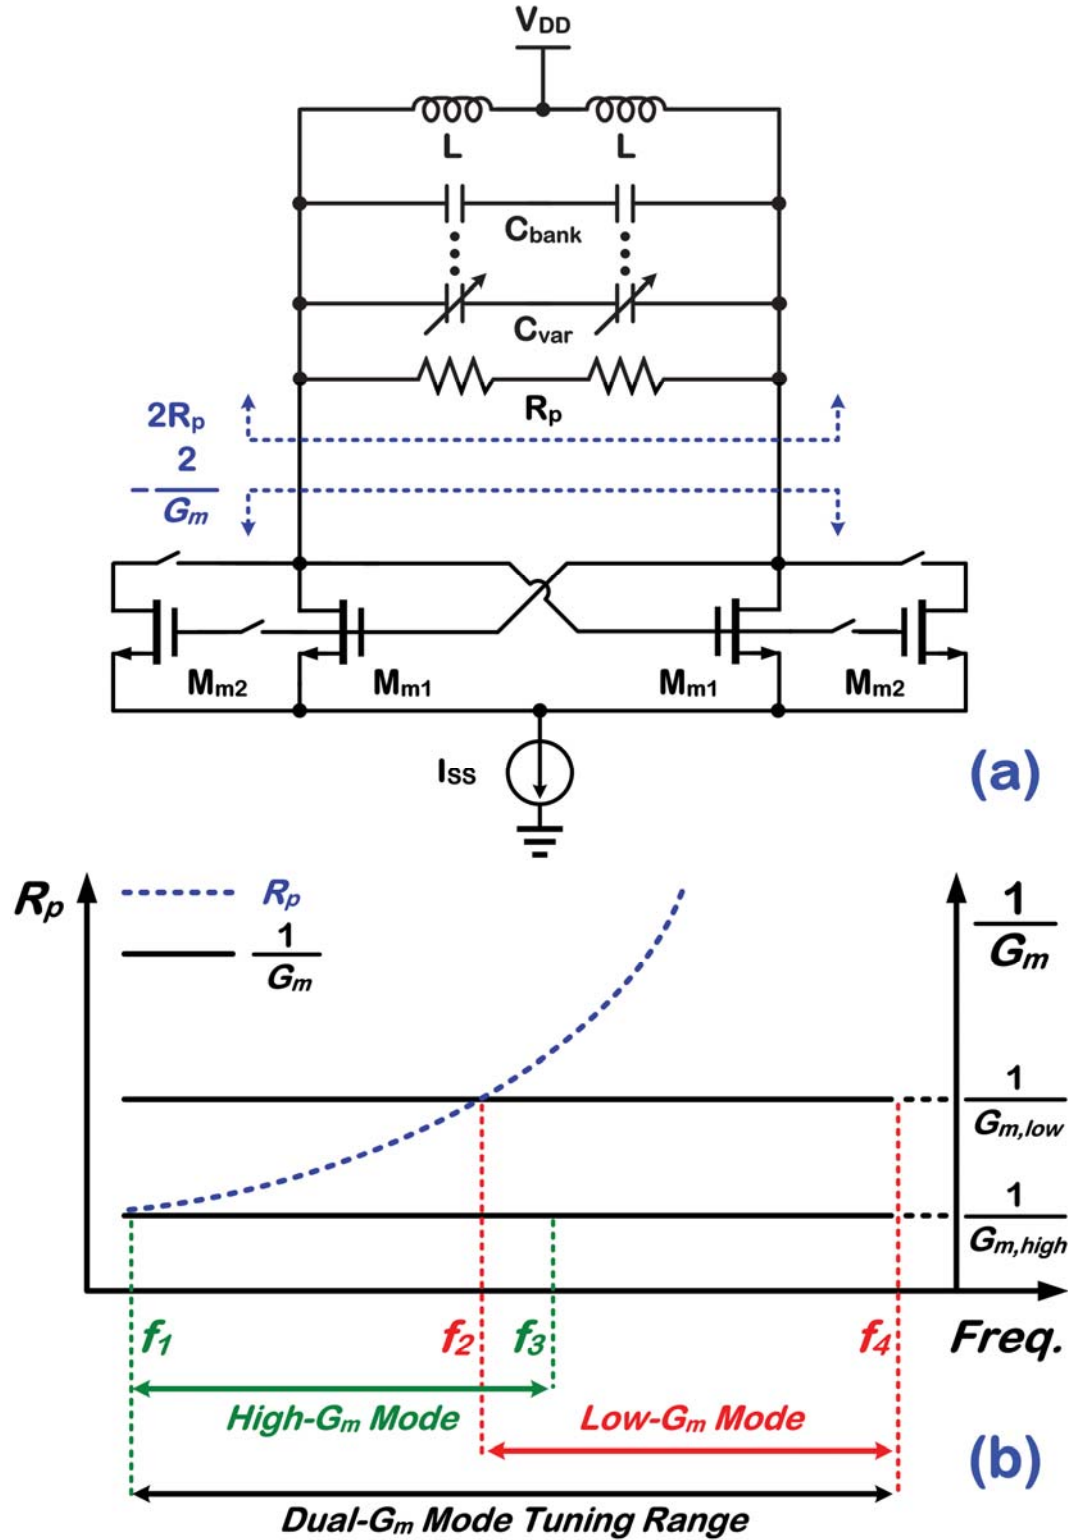 VDD
L L
Cbank
Cvar
Rp
2Rp
- 2
Gm
Mm2 Mm1 Mm1 Mm2
ISS
(a)
Rp
Rp
1
Gm
1
Gm
1
Gm,low
1
Gm,high
f1 f2 f3 f4 Freq.
High-Gm Mode
Low-Gm Mode
(b)
Dual-Gm Mode Tuning Range